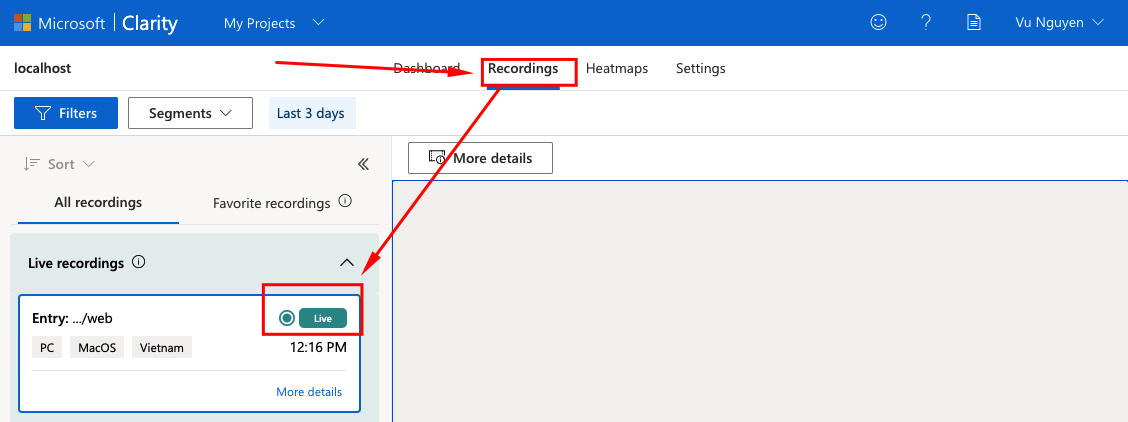 Microsoft | Clarity My Projects Vu Nguyen
localhost Dashboard Recordings Heatmaps Settings
Filters Segments Last 3 days
Sort More details
All recordings Favorite recordings
Live recordings
Entry: .../web Live
PC MacOS Vietnam 12:16 PM
More details